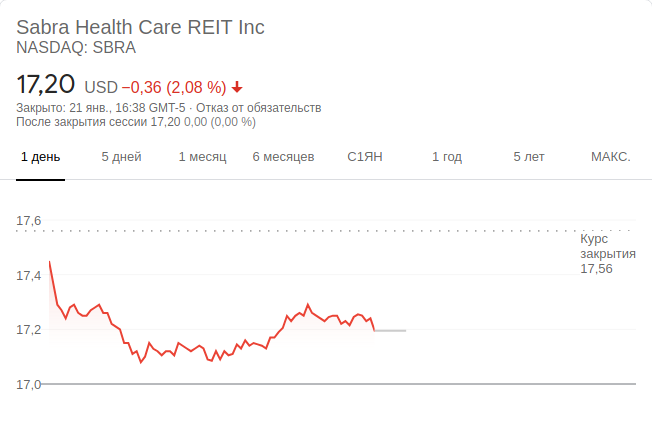 Sabra Health Care REIT Inc
NASDAQ: SBRA
17,20 USD −0,36 (2,08 %)
Закрыто: 21 янв., 16:38 GMT-5 · Отказ от обязательств
После закрытия сессии 17,20 0,00 (0,00 %)
1 день 5 дней 1 месяц 6 месяцев С1ЯН 1 год 5 лет МАКС.
17,6
Курс
закрытия
17,56
17,4
17,2
17,0